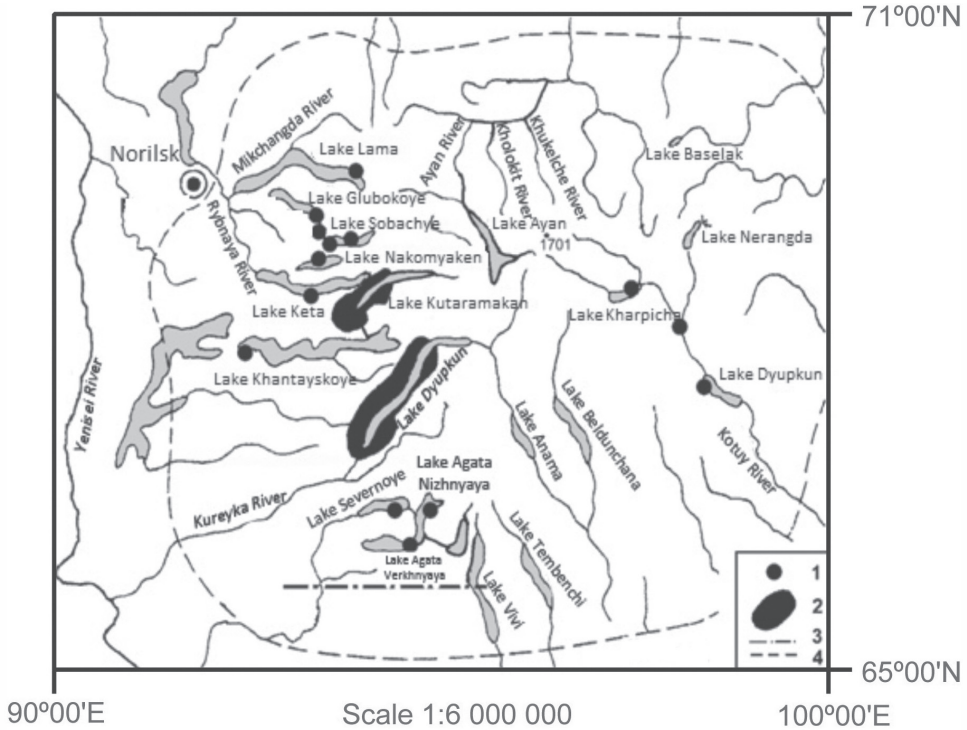 71º00'N
Mikchangda River
Norilsk
Lake Lama
Ayan River
Kholokit River
Khukelche River
Lake Baselak
Lake Glubokoye
Rybnaya River
Lake Sobachye
Lake Ayan
1701
Lake Nerangda
Lake Nakomyaken
Lake Keta
Lake Kutaramakan
Lake Kharpicha
Yenisei River
Lake Khantayskoye
Lake Dyupkun
Lake Dyupkun
Lake Anama
Lake Beldunchana
Kotuy River
Kureyka River
Lake Severnoye
Lake Agata
Nizhnyaya
Lake Agata
Verkhnyaya
Lake Vivi
Lake Tembenchi
1
2
3
4
65º00'N
90º00'E
Scale 1:6 000 000
100º00'E